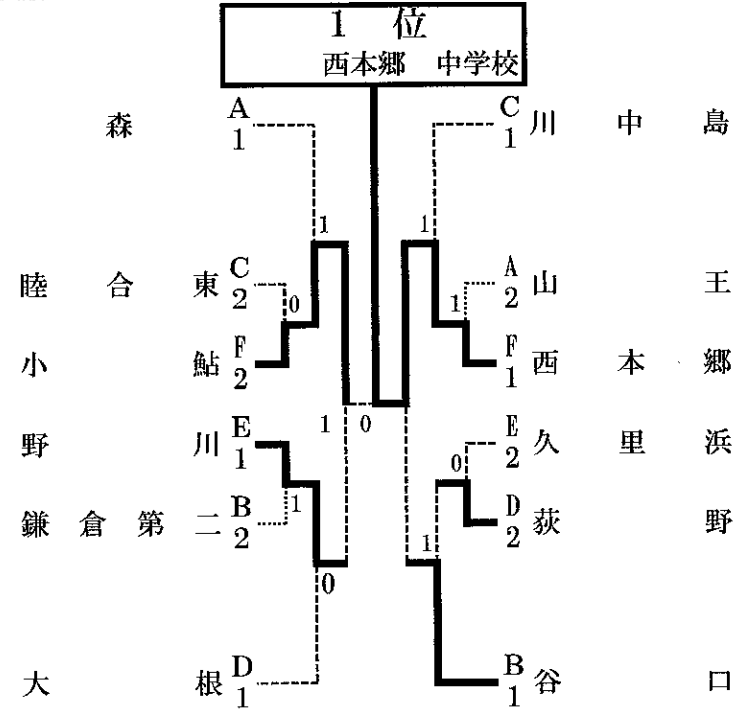 1 位
西本郷 中学校
森 A 1
C 1 川中島
1
1
睦合東 C 2
0
A 2 山王
1
小鮎 F 2
F 1 西本郷
1
0
野川 E 1
E 2 久里浜
0
鎌倉第二 B 2
1
D 2 荻野
1
0
大根 D 1
B 1 谷口